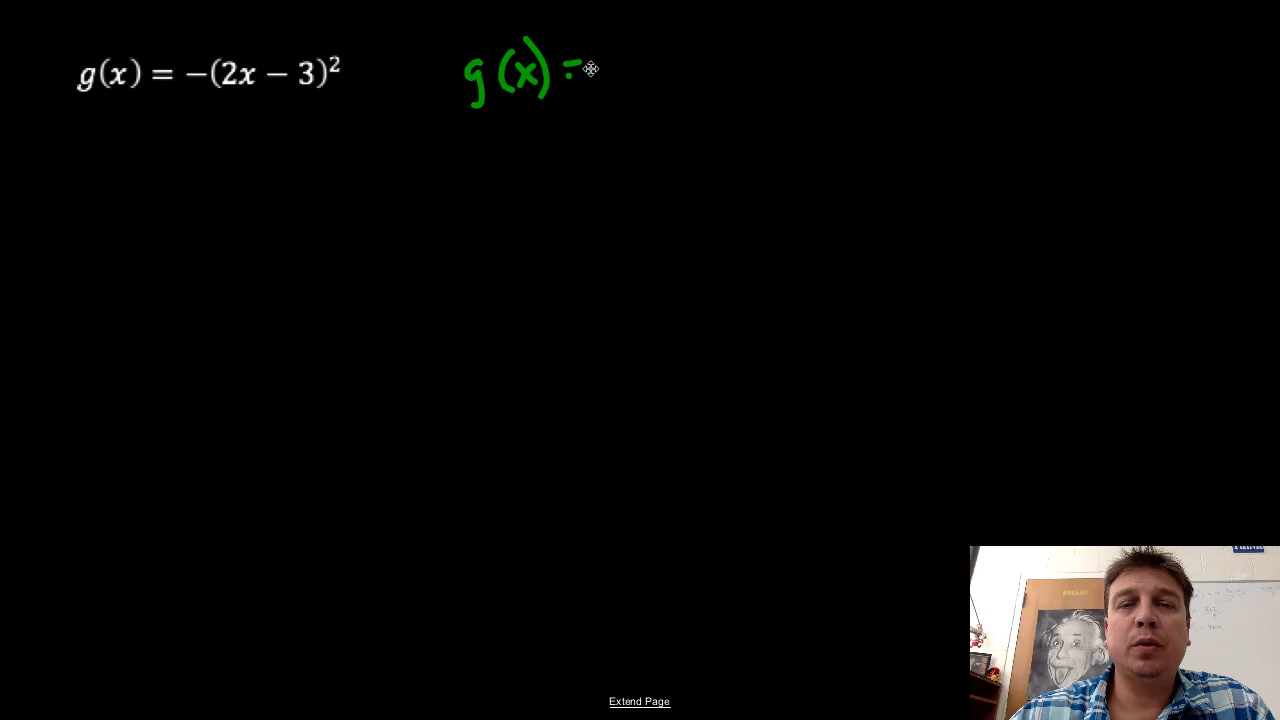 g(x) = −(2x − 3)²
g(x) =
Extend Page